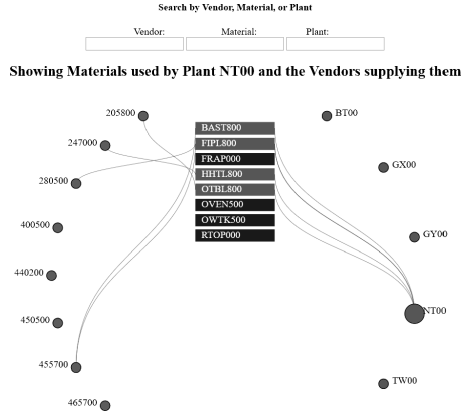 Search by Vendor, Material, or Plant
Vendor: Material: Plant:
Showing Materials used by Plant NT00 and the Vendors supplying them
205800
247000
280500
400500
440200
450500
455700
465700
BAST800
FIPL800
FRAP000
HHTL800
OTBL800
OVEN500
OWTK500
RTOP000
BT00
GX00
GY00
NT00
TW00